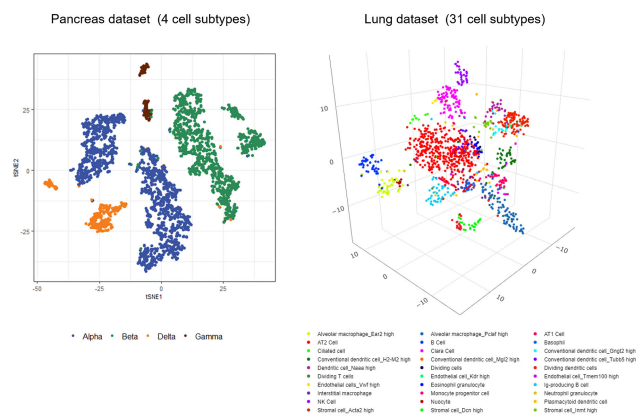 Pancreas dataset (4 cell subtypes)
Lung dataset (31 cell subtypes)
25
0
-25
tSNE2
-50
-25
0
25
tSNE1
Alpha Beta Delta Gamma
10
0
−10
10
0
−10
−10
0
10
Alveolar macrophage_Ear2 high
Alveolar macrophage_Pclaf high
AT1 Cell
AT2 Cell
B Cell
Basophil
Ciliated cell
Clara Cell
Conventional dendritic cell_Gngt2 high
Conventional dendritic cell_H2-M2 high
Conventional dendritic cell_Mgl2 high
Conventional dendritic cell_Tubb5 high
Dendritic cell_Naaa high
Dividing cells
Dividing dendritic cells
Dividing T cells
Endothelial cell_Kdr high
Endothelial cell_Tmem100 high
Endothelial cells_Vwf high
Eosinophil granulocyte
Ig-producing B cell
Interstitial macrophage
Monocyte progenitor cell
Neutrophil granulocyte
NK Cell
Nuocyte
Plasmacytoid dendritic cell
Stromal cell_Acta2 high
Stromal cell_Dcn high
Stromal cell_Inmt high